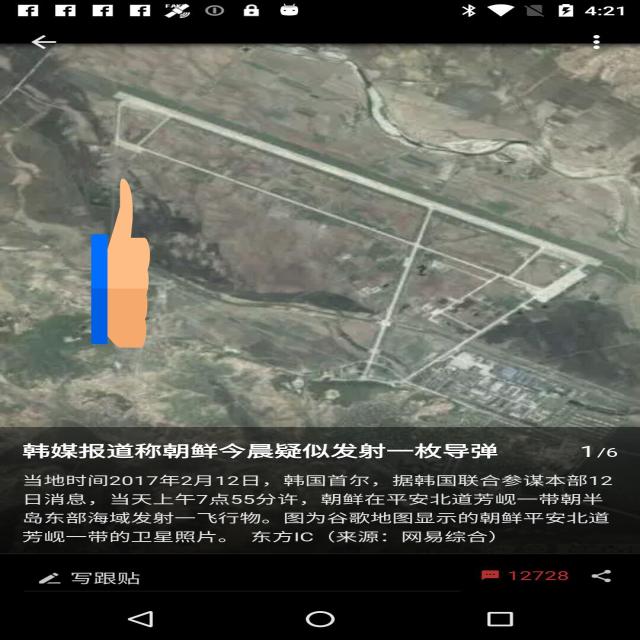 4:21
韩媒报道称朝鲜今晨疑似发射一枚导弹 1/6
当地时间2017年2月12日，韩国首尔，据韩国联合参谋本部12
日消息，当天上午7点55分许，朝鲜在平安北道芳岘一带朝半
岛东部海域发射一飞行物。图为谷歌地图显示的朝鲜平安北道
芳岘一带的卫星照片。 东方IC（来源：网易综合）
写跟贴 12728